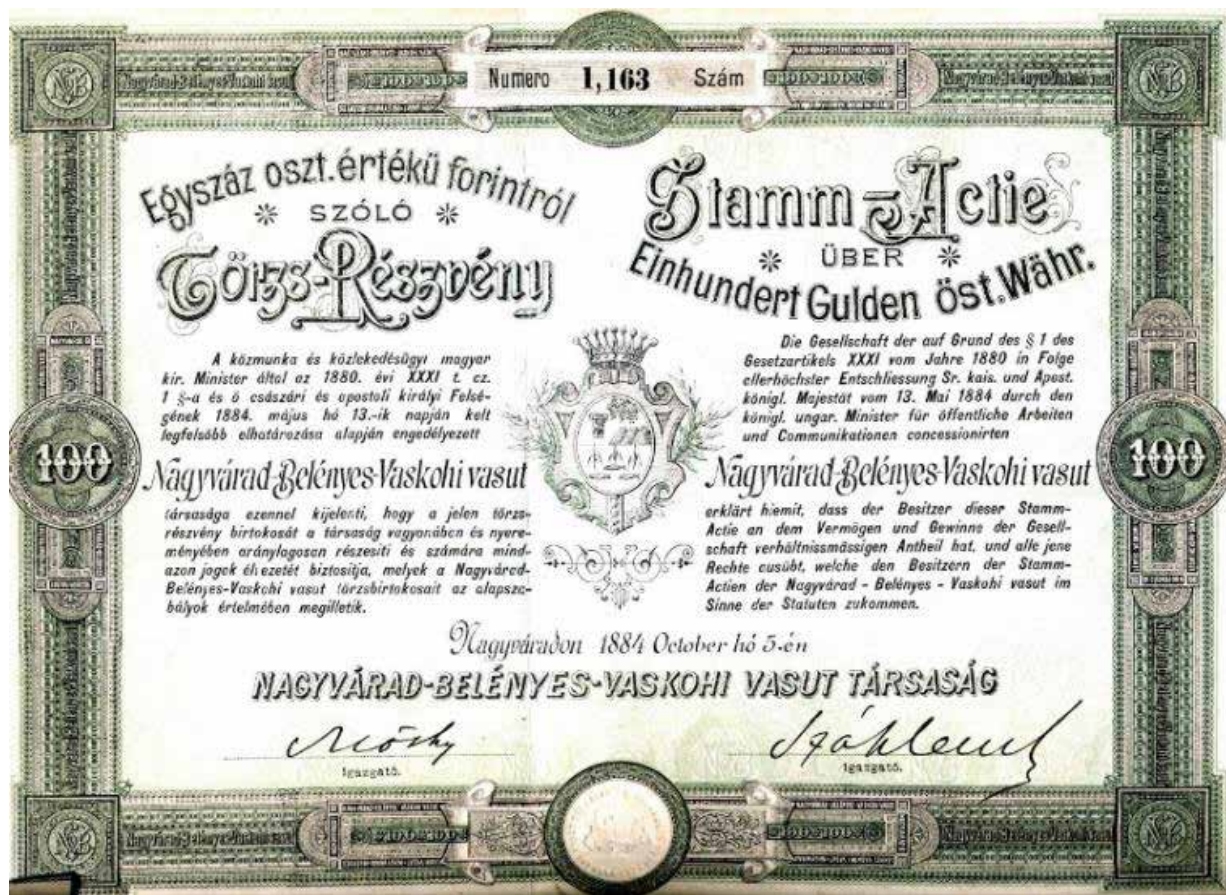 Numero 1,163 Szám
Egyszáz oszt. értékű forintról
SZÓLÓ
Törzs-Részvény
A közmunka és közlekedésügyi magyar
kir. Minister által az 1880. évi XXXI t. cz.
1 §-a és ő császári és apostoli királyi Felsé-
gének 1884. május hó 13.-ik napján kelt
legfelsőbb elhatározása alapján engedélyezett
Nagyvárad-Belényes-Vaskohi vasut
társasága ezennel kijelenti, hogy a jelen törzs-
részvény birtokosát a társaság vagyonában és nyere-
ményében aránylagosan részesiti és számára mind-
azon jogok élvezetét biztositja, melyek a Nagyvárad-
Belényes-Vaskohi vasut törzsbirtokosait az alapsza-
bályok értelmében megilletik.
Stamm-Actie
ÜBER
Einhundert Gulden öst. Währ.
Die Gesellschaft der auf Grund des § 1 des
Gesetzartikels XXXI vom Jahre 1880 in Folge
allerhöchster Entschliessung Sr. kais. und Apost.
königl. Majestät vom 13. Mai 1884 durch den
königl. ungar. Minister für öffentliche Arbeiten
und Communikationen concessionirten
Nagyvárad-Belényes-Vaskohi vasut
erklärt hiemit, dass der Besitzer dieser Stamm-
Actie an dem Vermögen und Gewinne der Gesell-
schaft verhältnissmässigen Antheil hat, und alle jene
Rechte ausübt, welche den Besitzern der Stamm-
Actien der Nagyvárad - Belényes - Vaskohi vasut im
Sinne der Statuten zukommen.
100
100
Nagyváradon 1884 October hó 5-én
NAGYVÁRAD-BELÉNYES-VASKOHI VASUT TÁRSASÁG
Igazgató.
Igazgató.